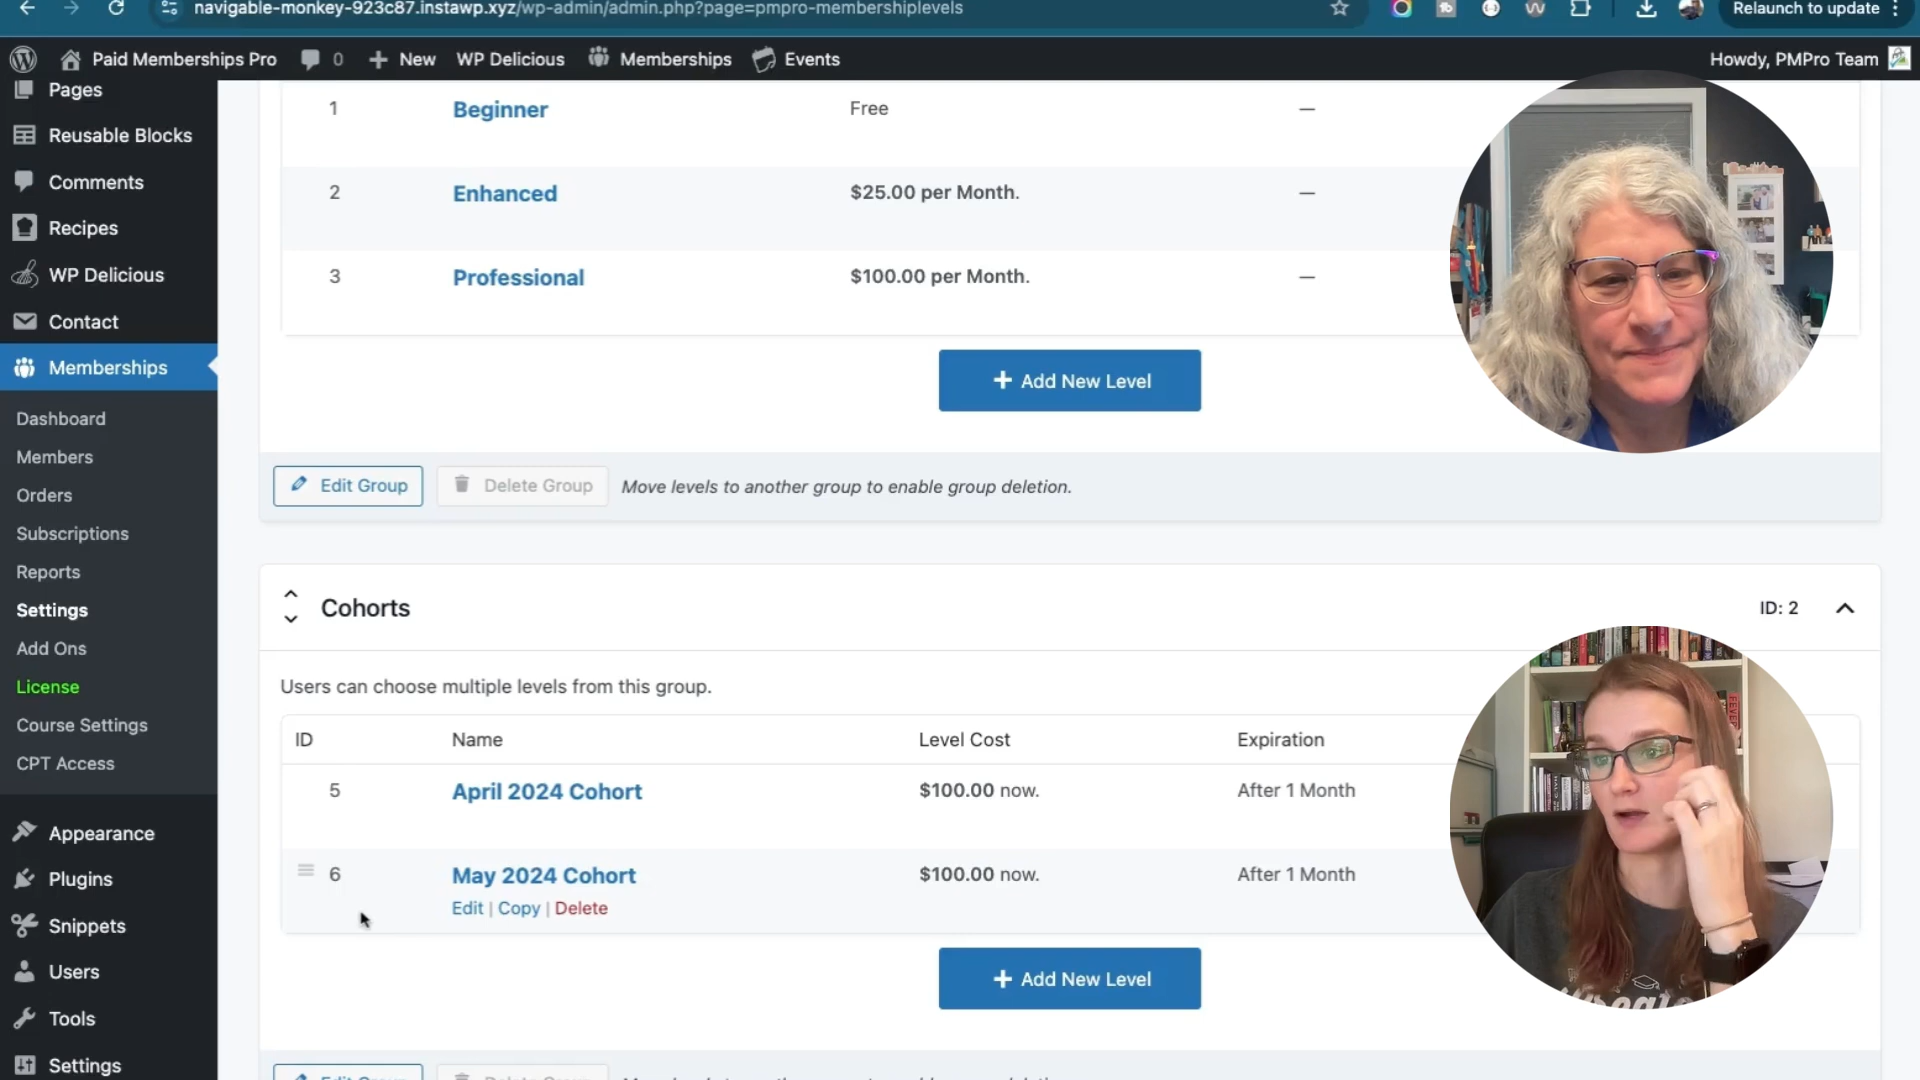 navigable-monkey-923c87.instawp.xyz/wp-admin/admin.php?page=pmpro-membershiplevels
Relaunch to update
Paid Memberships Pro
0
New
WP Delicious
Memberships
Events
Howdy, PMPro Team
Pages
Reusable Blocks
Comments
Recipes
WP Delicious
Contact
Memberships
Dashboard
Members
Orders
Subscriptions
Reports
Settings
Add Ons
License
Course Settings
CPT Access
Appearance
Plugins
Snippets
Users
Tools
Settings
1 Beginner Free —
2 Enhanced $25.00 per Month. —
3 Professional $100.00 per Month. —
+ Add New Level
Edit Group Delete Group Move levels to another group to enable group deletion.
Cohorts ID: 2
Users can choose multiple levels from this group.
ID Name Level Cost Expiration
5 April 2024 Cohort $100.00 now. After 1 Month
6 May 2024 Cohort $100.00 now. After 1 Month
Edit | Copy | Delete
+ Add New Level